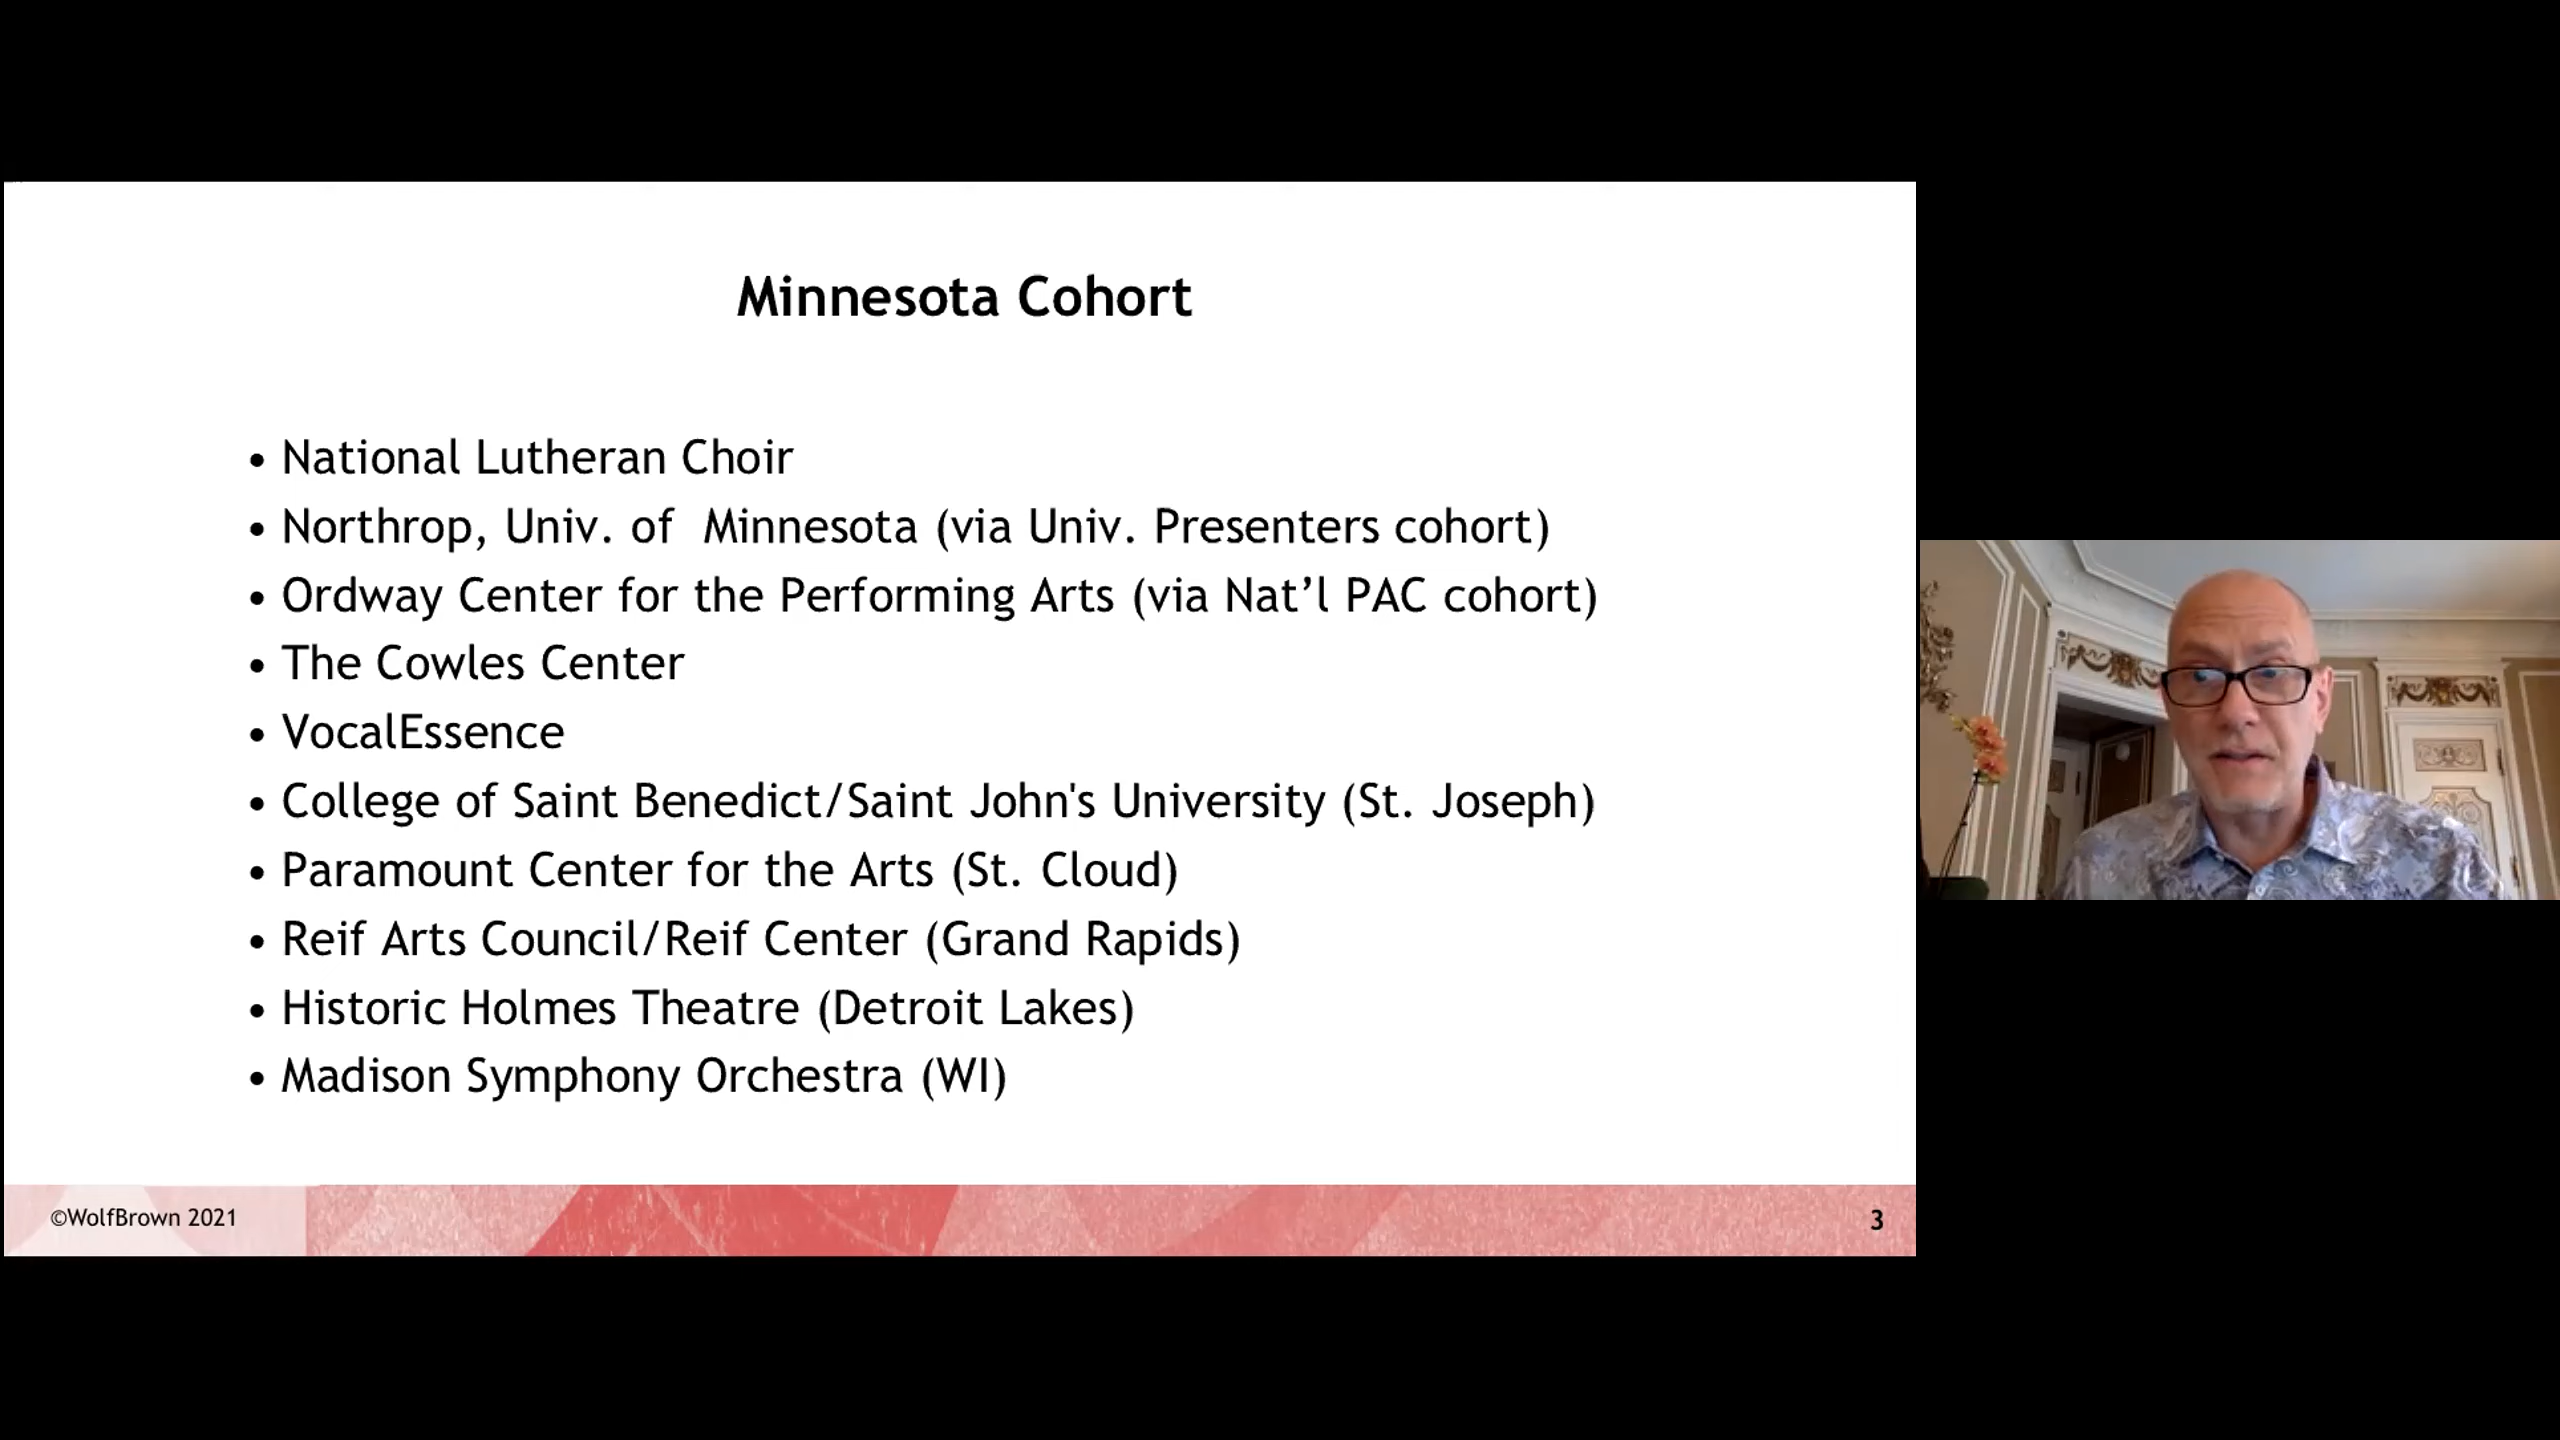 Minnesota Cohort
• National Lutheran Choir
• Northrop, Univ. of  Minnesota (via Univ. Presenters cohort)
• Ordway Center for the Performing Arts (via Nat’l PAC cohort)
• The Cowles Center
• VocalEssence
• College of Saint Benedict/Saint John's University (St. Joseph)
• Paramount Center for the Arts (St. Cloud)
• Reif Arts Council/Reif Center (Grand Rapids)
• Historic Holmes Theatre (Detroit Lakes)
• Madison Symphony Orchestra (WI)
©WolfBrown 2021
3